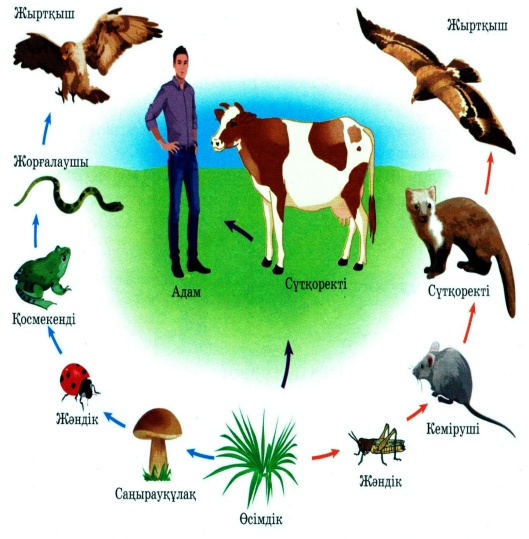 Жыртқыш
Жыртқыш
Жорғалаушы
Адам
Сүтқоректі
Сүтқоректі
Қосмекенді
Жәндік
Кеміруші
Саңырауқұлақ
Жәндік
Өсімдік